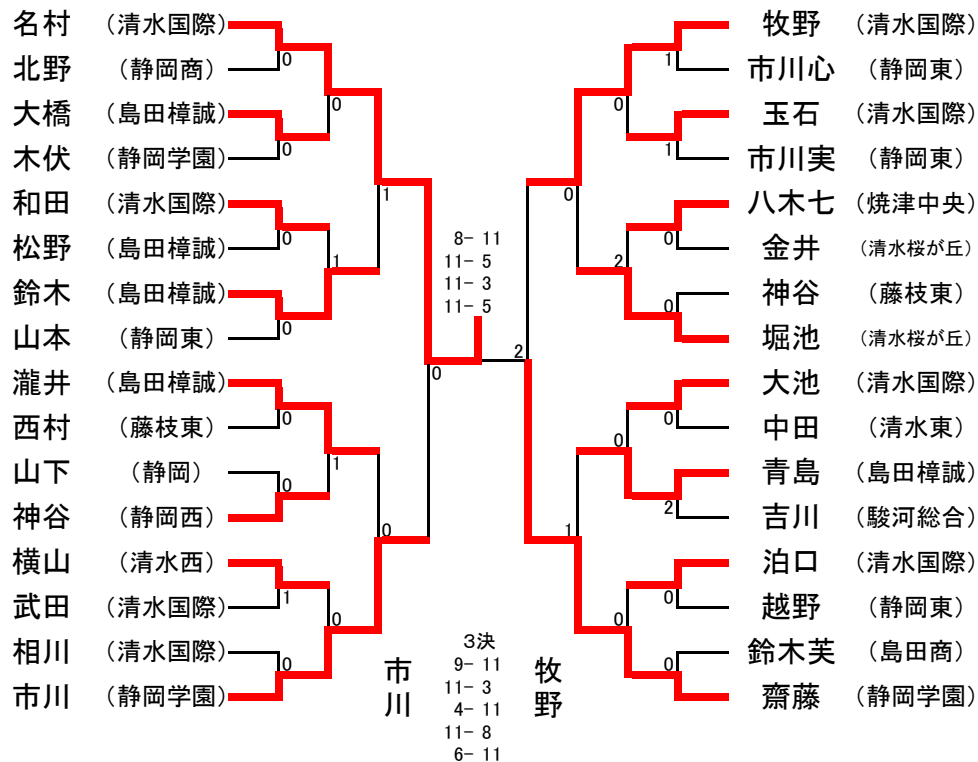 名村 (清水国際)
0
北野 (静岡商)
0
大橋 (島田樟誠)
0
木伏 (静岡学園)
1
和田 (清水国際)
0
松野 (島田樟誠)
1
鈴木 (島田樟誠)
0
山本 (静岡東)
0
瀧井 (島田樟誠)
0
西村 (藤枝東)
1
山下 (静岡)
0
神谷 (静岡西)
0
横山 (清水西)
1
武田 (清水国際)
0
相川 (清水国際)
0
市川 (静岡学園)
8- 11
11- 5
11- 3
11- 5
2
3決
市川
9- 11
11- 3
4- 11
11- 8
6- 11
牧野
牧野 (清水国際)
1
市川心 (静岡東)
0
玉石 (清水国際)
1
市川実 (静岡東)
0
八木七 (焼津中央)
0
金井 (清水桜が丘)
2
神谷 (藤枝東)
0
堀池 (清水桜が丘)
大池 (清水国際)
0
中田 (清水東)
0
青島 (島田樟誠)
2
吉川 (駿河総合)
1
泊口 (清水国際)
0
越野 (静岡東)
0
鈴木芙 (島田商)
0
齋藤 (静岡学園)